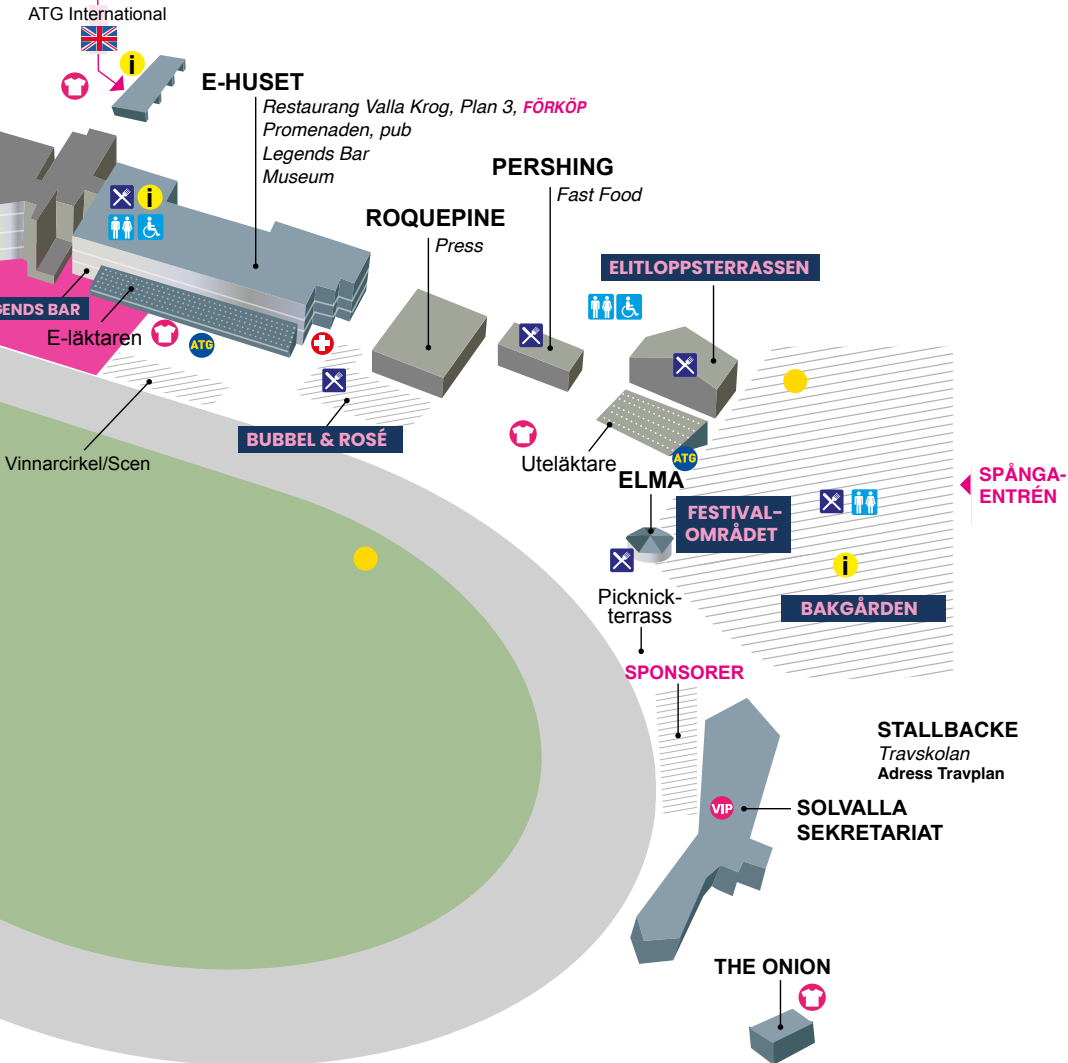 ATG International
i
E-HUSET
Restaurang Valla Krog, Plan 3, FÖRKÖP
Promenaden, pub
Legends Bar
Museum
PERSHING
Fast Food
i
ROQUEPINE
Press
ELITLOPPSTERRASSEN
GENDS BAR
E-läktaren
ATG
BUBBEL & ROSÉ
Vinnarcirkel/Scen
Uteläktare
ATG
ELMA
SPÅNGA-
ENTRÉN
FESTIVAL-
OMRÅDET
i
Picknick-
terrass
BAKGÅRDEN
SPONSORER
STALLBACKE
Travskolan
Adress Travplan
VIP
SOLVALLA
SEKRETARIAT
THE ONION